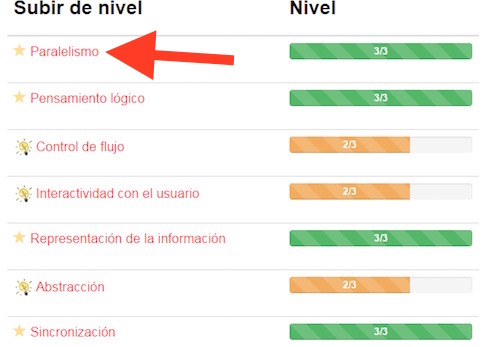 Subir de nivel Nivel
Paralelismo 3/3
Pensamiento lógico 3/3
Control de flujo 2/3
Interactividad con el usuario 2/3
Representación de la información 3/3
Abstracción 2/3
Sincronización 3/3